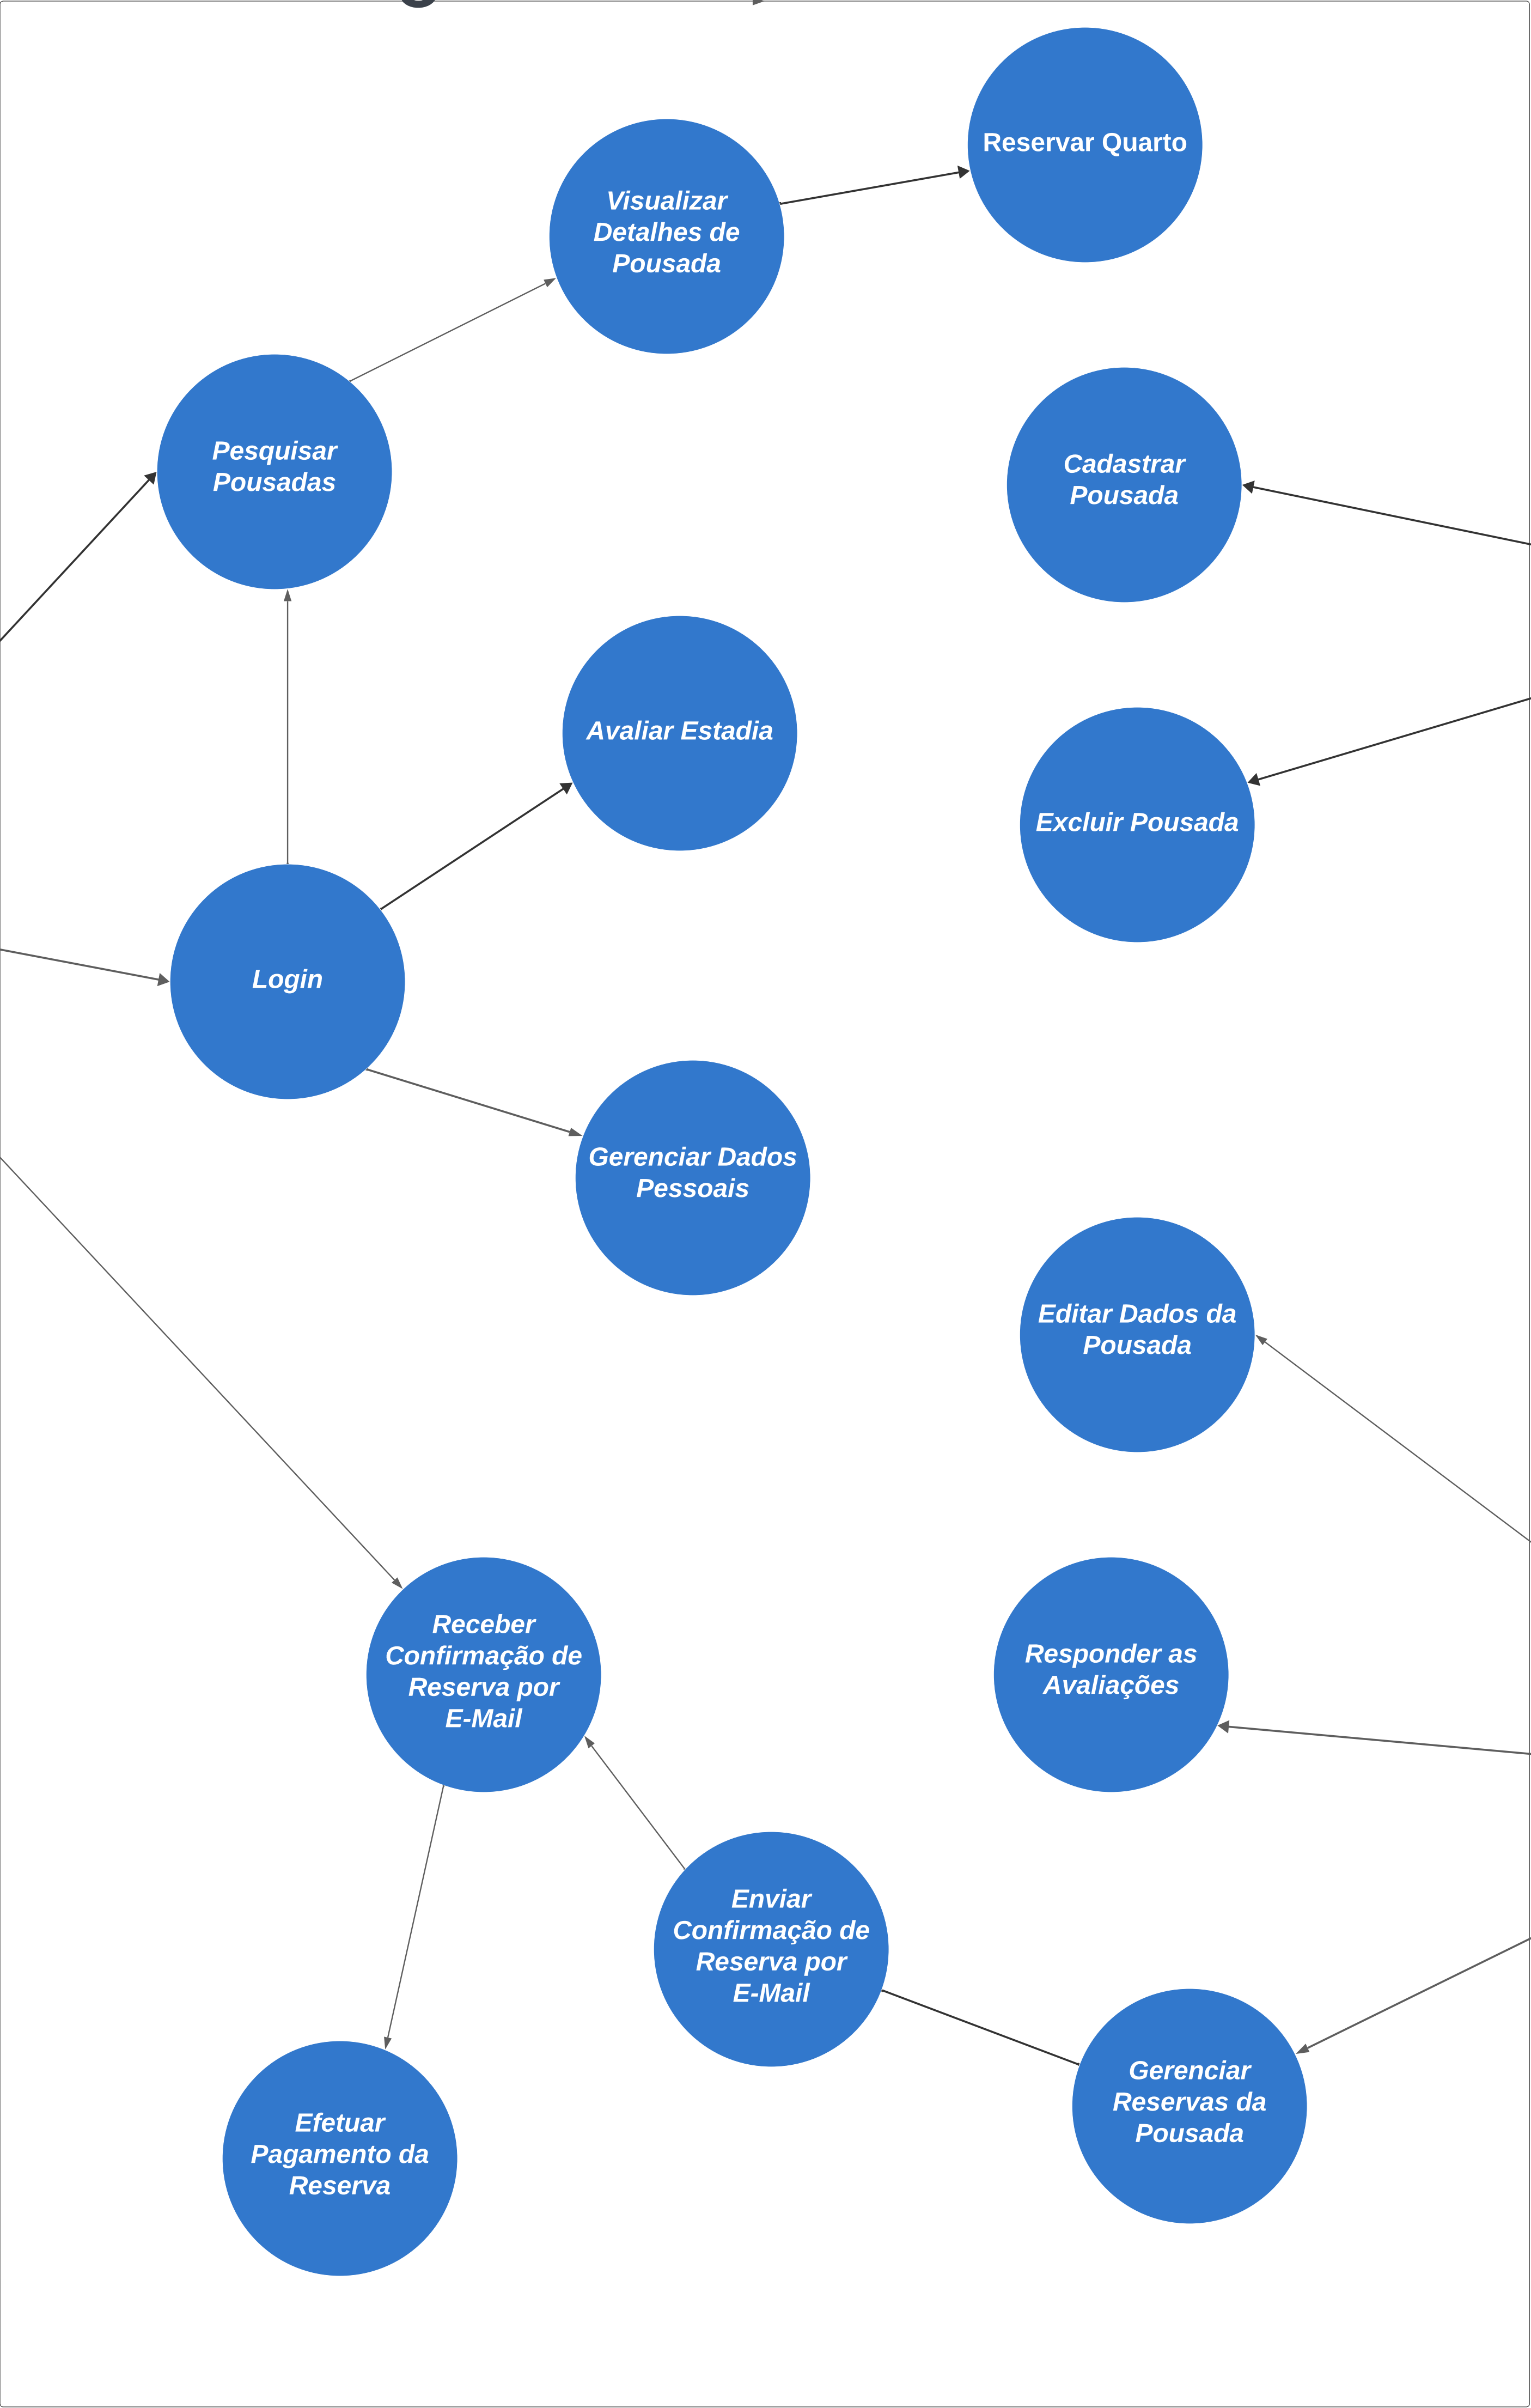 Reservar Quarto
Visualizar
Detalhes de
Pousada
Pesquisar
Pousadas
Cadastrar
Pousada
Avaliar Estadia
Excluir Pousada
Login
Gerenciar Dados
Pessoais
Editar Dados da
Pousada
Receber
Confirmação de
Reserva por
E-Mail
Responder as
Avaliações
Enviar
Confirmação de
Reserva por
E-Mail
Gerenciar
Reservas da
Pousada
Efetuar
Pagamento da
Reserva